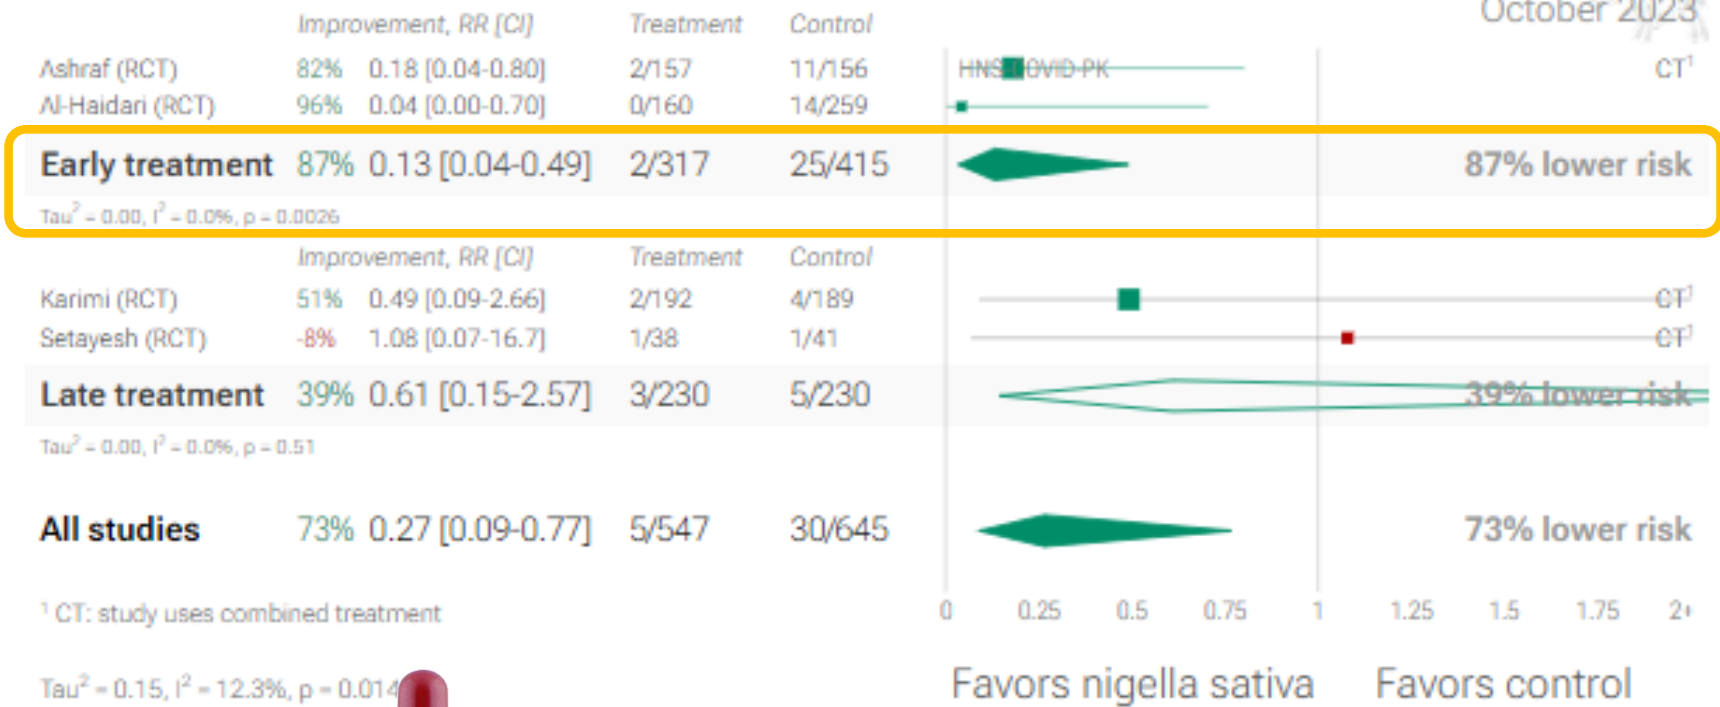 October 2023
Improvement, RR [CI] Treatment Control
Ashraf (RCT) 82% 0.18 [0.04-0.80] 2/157 11/156 HNS-COVID-PK CT¹
Al-Haidari (RCT) 96% 0.04 [0.00-0.70] 0/160 14/259
Early treatment 87% 0.13 [0.04-0.49] 2/317 25/415 87% lower risk
Tau² = 0.00, I² = 0.0%, p = 0.0026
Improvement, RR [CI] Treatment Control
Karimi (RCT) 51% 0.49 [0.09-2.66] 2/192 4/189 CT¹
Setayesh (RCT) -8% 1.08 [0.07-16.7] 1/38 1/41 CT¹
Late treatment 39% 0.61 [0.15-2.57] 3/230 5/230 39% lower risk
Tau² = 0.00, I² = 0.0%, p = 0.51
All studies 73% 0.27 [0.09-0.77] 5/547 30/645 73% lower risk
¹ CT: study uses combined treatment 0 0.25 0.5 0.75 1 1.25 1.5 1.75 2+
Tau² = 0.15, I² = 12.3%, p = 0.014 Favors nigella sativa Favors control